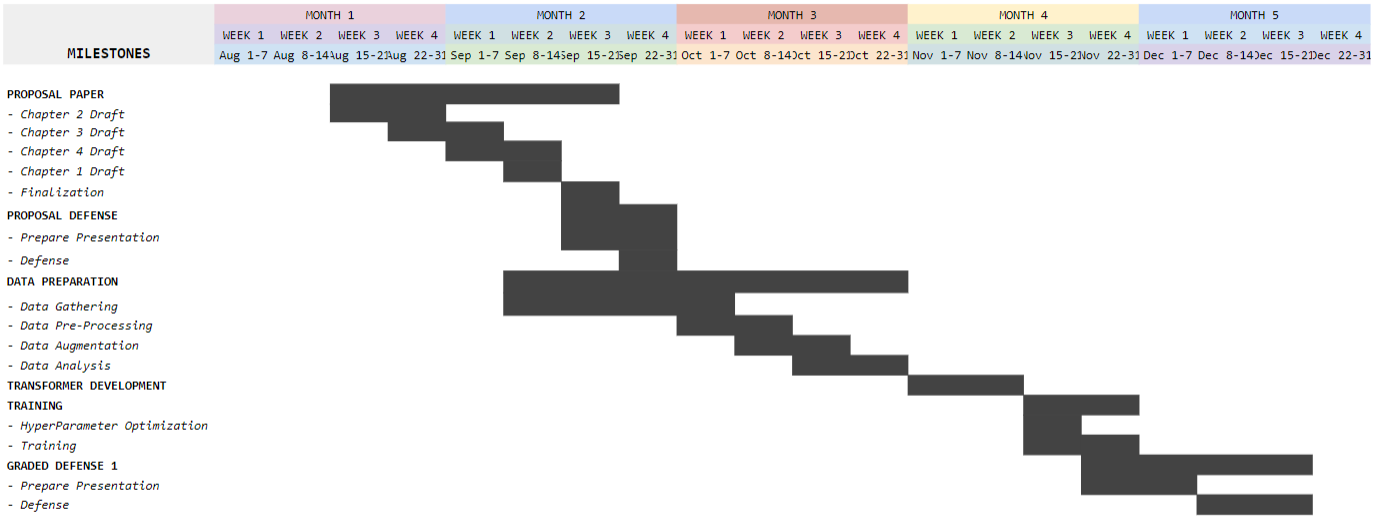 MONTH 1 MONTH 2 MONTH 3 MONTH 4 MONTH 5
WEEK 1 WEEK 2 WEEK 3 WEEK 4 WEEK 1 WEEK 2 WEEK 3 WEEK 4 WEEK 1 WEEK 2 WEEK 3 WEEK 4 WEEK 1 WEEK 2 WEEK 3 WEEK 4 WEEK 1 WEEK 2 WEEK 3 WEEK 4
MILESTONES Aug 1-7 Aug 8-14 Aug 15-21 Aug 22-31 Sep 1-7 Sep 8-14 Sep 15-21 Sep 22-31 Oct 1-7 Oct 8-14 Oct 15-21 Oct 22-31 Nov 1-7 Nov 8-14 Nov 15-21 Nov 22-31 Dec 1-7 Dec 8-14 Dec 15-21 Dec 22-31
PROPOSAL PAPER
- Chapter 2 Draft
- Chapter 3 Draft
- Chapter 4 Draft
- Chapter 1 Draft
- Finalization
PROPOSAL DEFENSE
- Prepare Presentation
- Defense
DATA PREPARATION
- Data Gathering
- Data Pre-Processing
- Data Augmentation
- Data Analysis
TRANSFORMER DEVELOPMENT
TRAINING
- HyperParameter Optimization
- Training
GRADED DEFENSE 1
- Prepare Presentation
- Defense